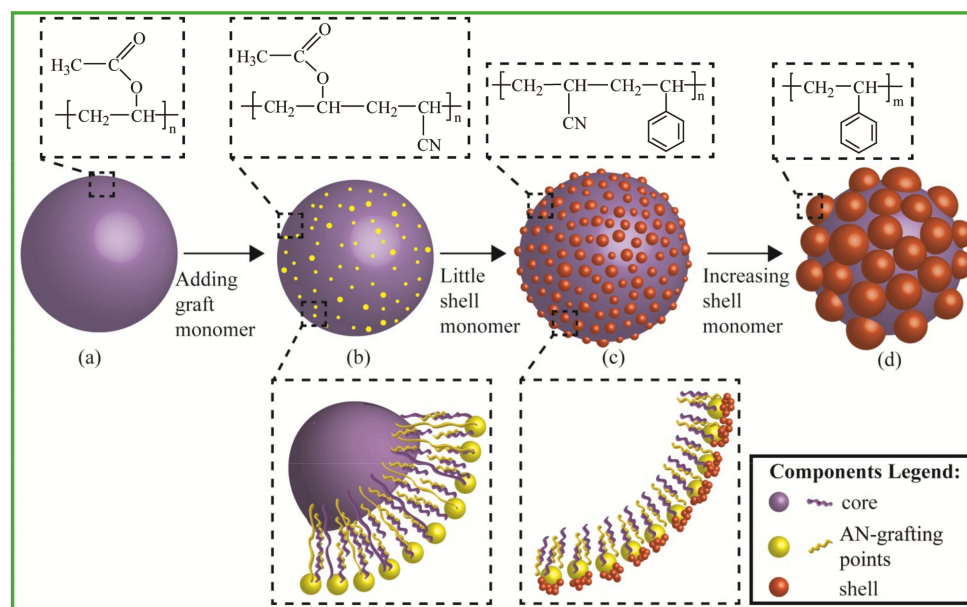 O
H₃C—C
O
[CH₂—CH]n
O
H₃C—C
O
[CH₂—CH—CH₂—CH]n
CN
[CH₂—CH—CH₂—CH]n
CN
[CH₂—CH]m
Adding
graft
monomer
Little
shell
monomer
Increasing
shell
monomer
(a)
(b)
(c)
(d)
Components Legend:
core
AN-grafting
points
shell